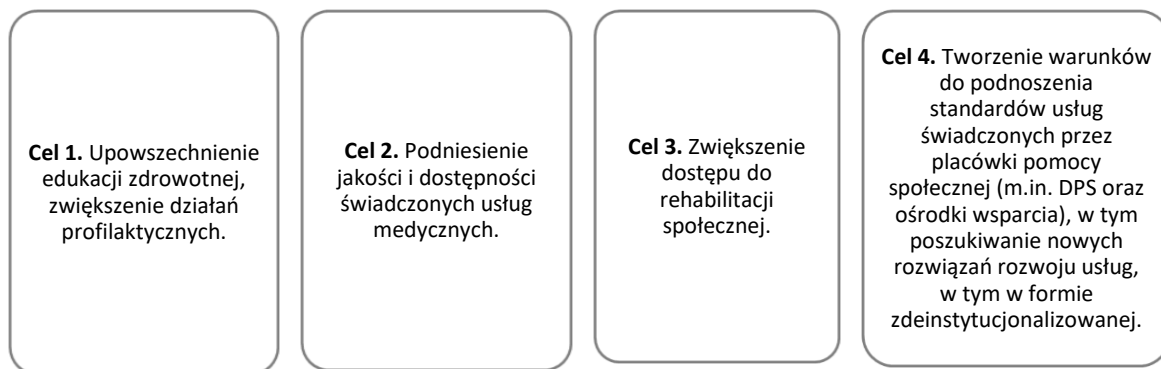 Cel 1. Upowszechnienie
edukacji zdrowotnej,
zwiększenie działań
profilaktycznych.
Cel 2. Podniesienie
jakości i dostępności
świadczonych usług
medycznych.
Cel 3. Zwiększenie
dostępu do
rehabilitacji
społecznej.
Cel 4. Tworzenie warunków
do podnoszenia
standardów usług
świadczonych przez
placówki pomocy
społecznej (m.in. DPS oraz
ośrodki wsparcia), w tym
poszukiwanie nowych
rozwiązań rozwoju usług,
w tym w formie
zdeinstytucjonalizowanej.